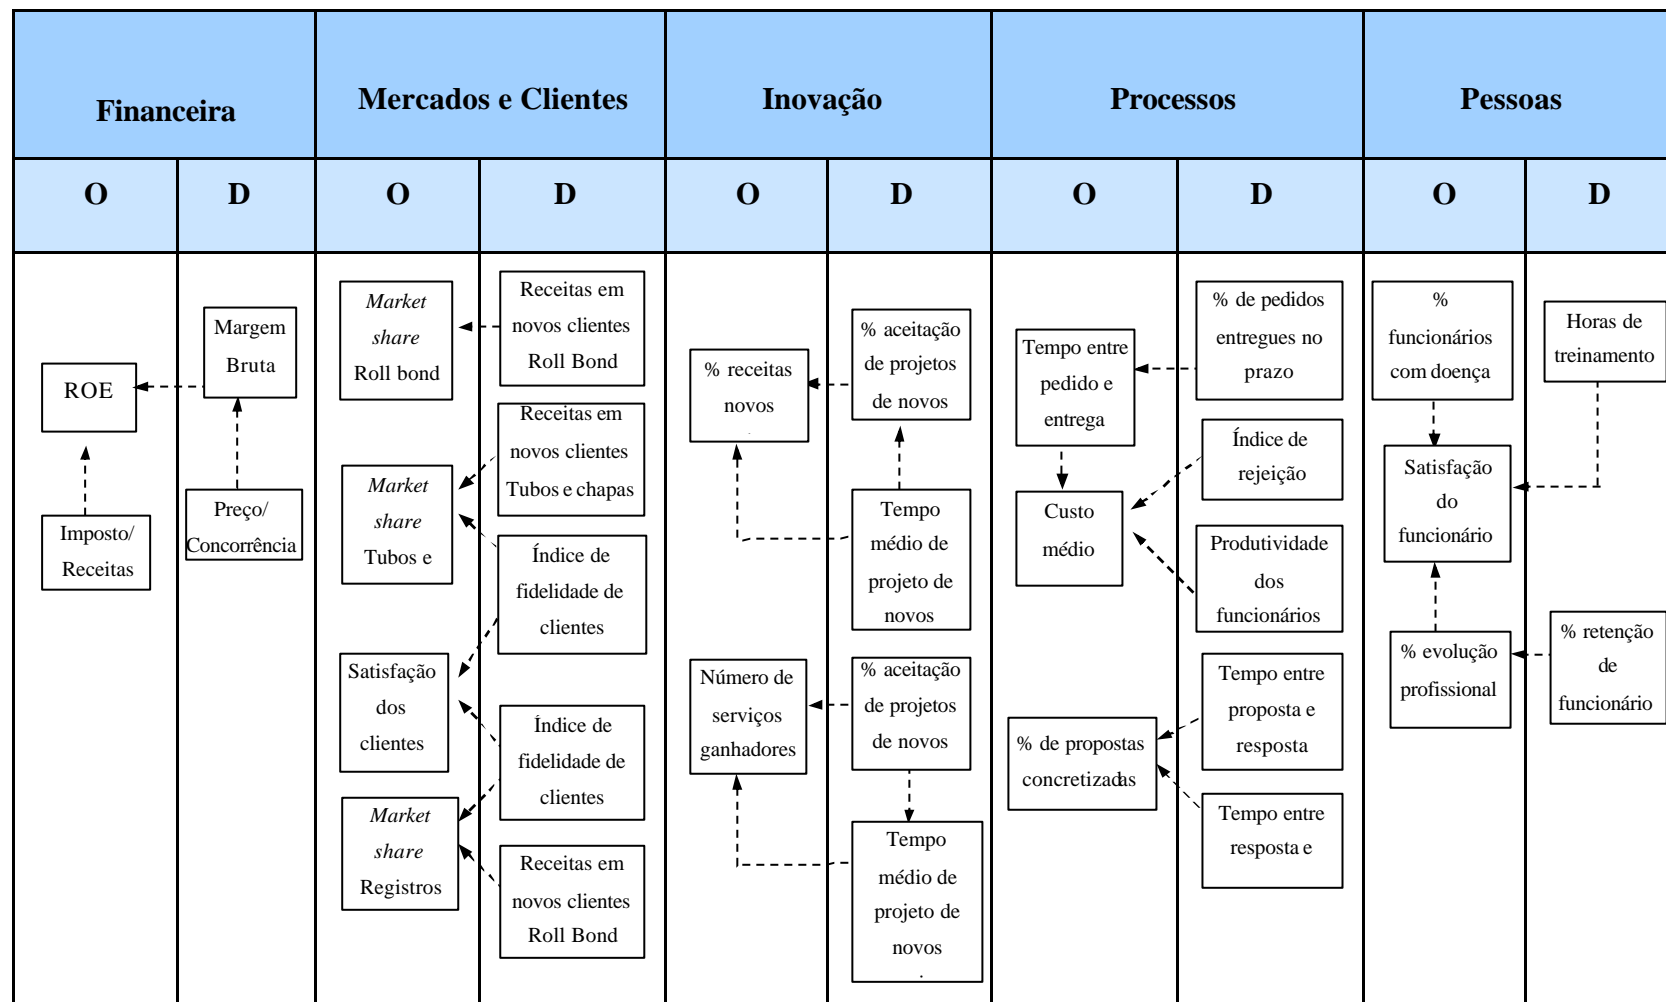 Financeira
Mercados e Clientes
Inovação
Processos
Pessoas
O
D
O
D
O
D
O
D
O
D
ROE
Imposto/
Receitas
Margem
Bruta
Preço/
Concorrência
Market
share
Roll bond
Market
share
Tubos e
Satisfação
dos
clientes
Market
share
Registros
Receitas em
novos clientes
Roll Bond
Receitas em
novos clientes
Tubos e chapas
Índice de
fidelidade de
clientes
Índice de
fidelidade de
clientes
Receitas em
novos clientes
Roll Bond
% receitas
novos
Número de
serviços
ganhadores
% aceitação
de projetos
de novos
Tempo
médio de
projeto de
novos
% aceitação
de projetos
de novos
Tempo
médio de
projeto de
novos
Tempo entre
pedido e
entrega
Custo
médio
% de propostas
concretizadas
% de pedidos
entregues no
prazo
Índice de
rejeição
Produtividade
dos
funcionários
Tempo entre
proposta e
resposta
Tempo entre
resposta e
%
funcionários
com doença
Satisfação
do
funcionário
% evolução
profissional
Horas de
treinamento
% retenção
de
funcionário